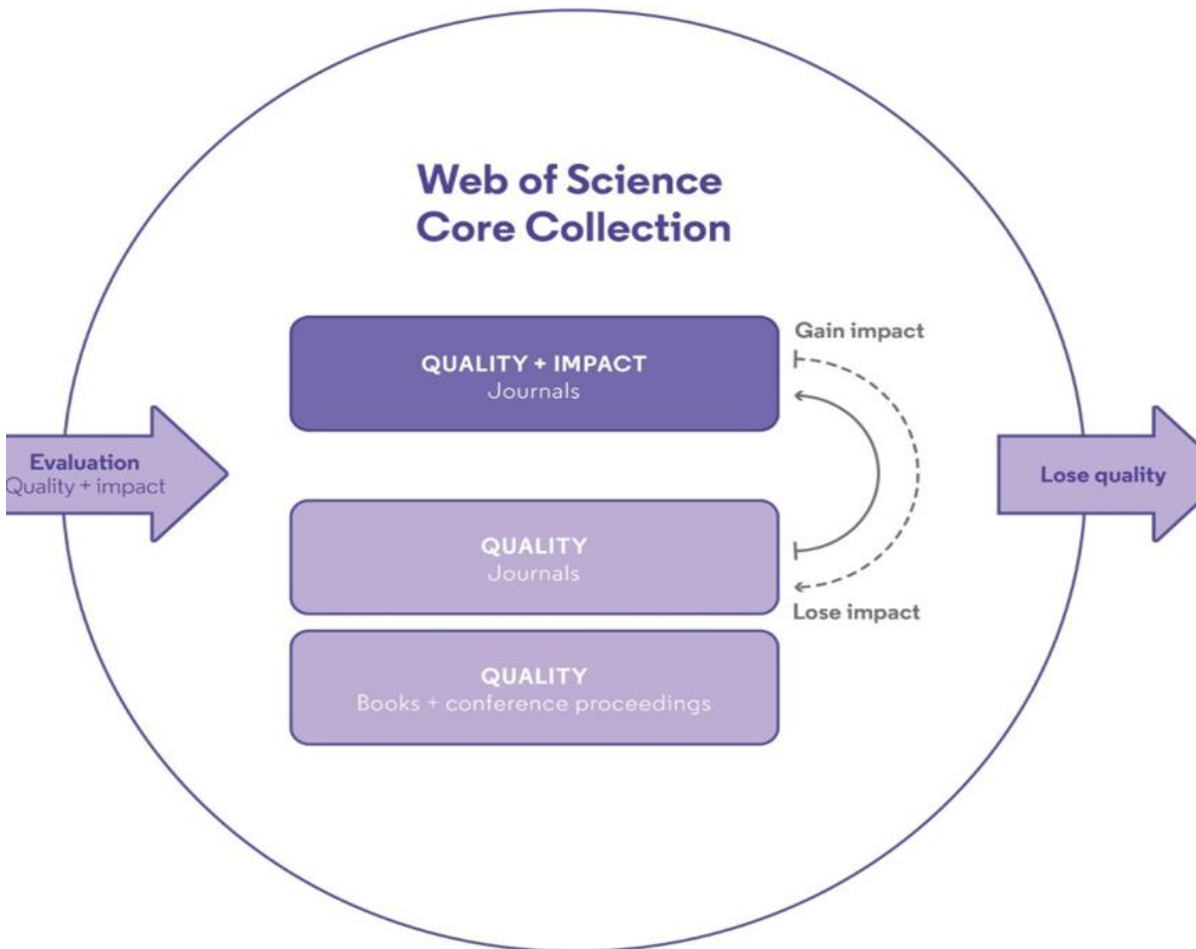 Web of Science
Core Collection
QUALITY + IMPACT
Journals
Gain impact
Evaluation
Quality + impact
Lose quality
QUALITY
Journals
Lose impact
QUALITY
Books + conference proceedings